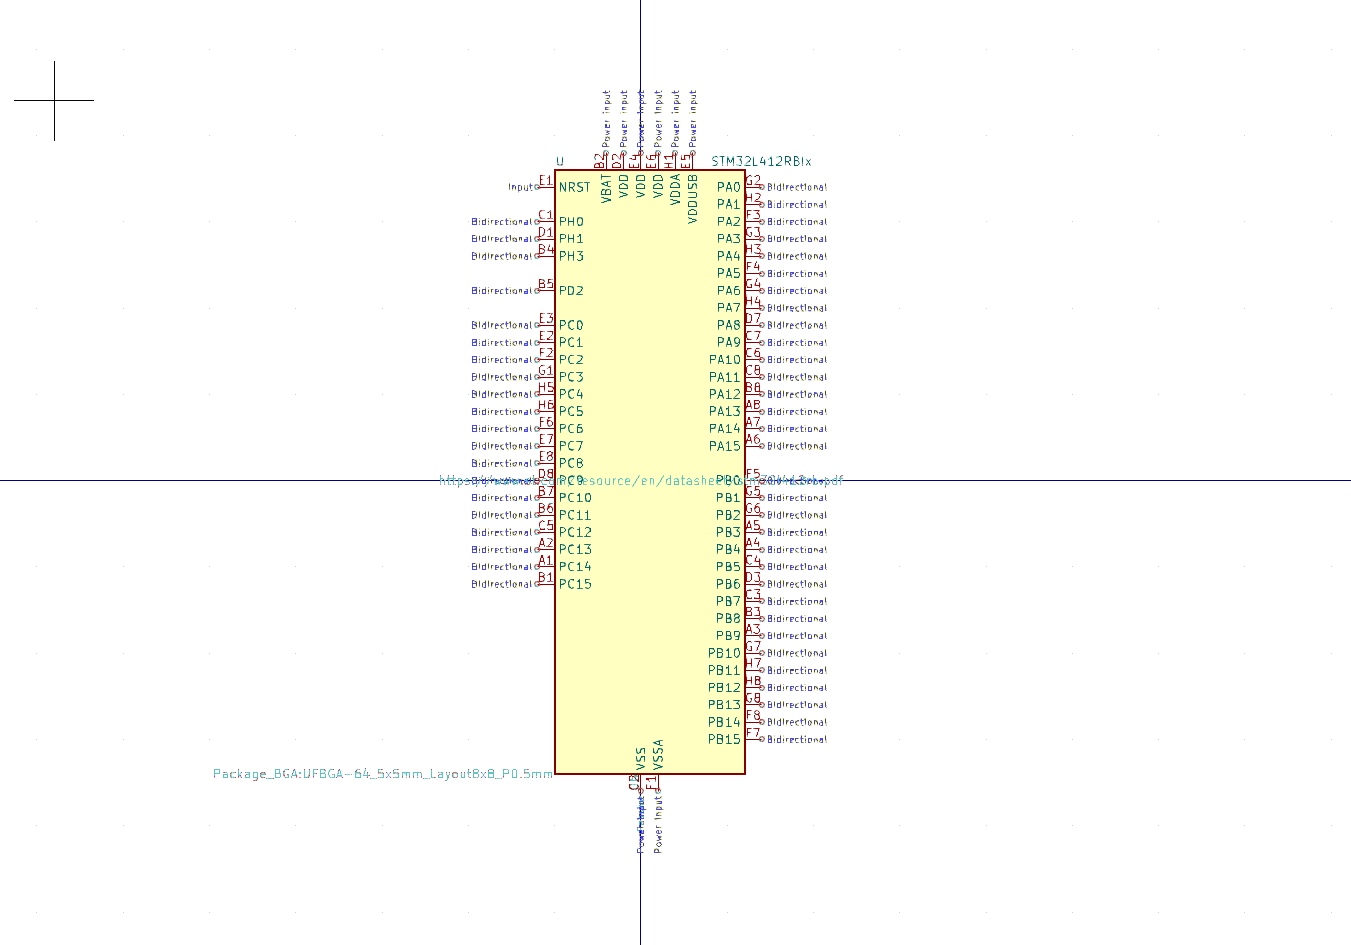 Power Input Power Input Power Input Power Input Power Input Power Input
B2 D2 E4 E6 H1 E5
U STM32L412RBIx
VBAT VDD VDD VDD VDDA VDDUSB
Input E1 NRST PA0 G2 Bidirectional
PA1 H2 Bidirectional
Bidirectional C1 PH0 PA2 F3 Bidirectional
Bidirectional D1 PH1 PA3 G3 Bidirectional
Bidirectional B4 PH3 PA4 H3 Bidirectional
PA5 F4 Bidirectional
Bidirectional B5 PD2 PA6 G4 Bidirectional
PA7 H4 Bidirectional
Bidirectional E3 PC0 PA8 D7 Bidirectional
Bidirectional E2 PC1 PA9 C7 Bidirectional
Bidirectional F2 PC2 PA10 C6 Bidirectional
Bidirectional G1 PC3 PA11 C8 Bidirectional
Bidirectional H5 PC4 PA12 B8 Bidirectional
Bidirectional H6 PC5 PA13 A8 Bidirectional
Bidirectional F6 PC6 PA14 A7 Bidirectional
Bidirectional E7 PC7 PA15 A6 Bidirectional
Bidirectional E8 PC8
D8 PC9 PB0 F5
Bidirectional B7 PC10 PB1 G5 Bidirectional
Bidirectional B6 PC11 PB2 G6 Bidirectional
Bidirectional C5 PC12 PB3 A5 Bidirectional
Bidirectional A2 PC13 PB4 A4 Bidirectional
Bidirectional A1 PC14 PB5 C4 Bidirectional
Bidirectional B1 PC15 PB6 D3 Bidirectional
PB7 C3 Bidirectional
PB8 B3 Bidirectional
PB9 A3 Bidirectional
PB10 G7 Bidirectional
PB11 H7 Bidirectional
PB12 H8 Bidirectional
PB13 G8 Bidirectional
PB14 F8 Bidirectional
PB15 F7 Bidirectional
VSS VSSA
Package_BGA:UFBGA-64_5x5mm_Layout8x8_P0.5mm
F1
Power Input